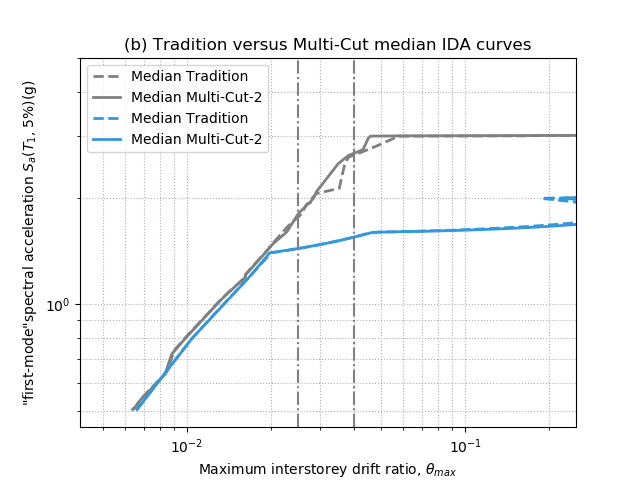 (b) Tradition versus Multi-Cut median IDA curves
Median Tradition
Median Multi-Cut-2
Median Tradition
Median Multi-Cut-2
"first-mode"spectral acceleration Sₐ(T₁, 5%)(g)
10⁰
10⁻²
10⁻¹
Maximum interstorey drift ratio, θₘₐₓ